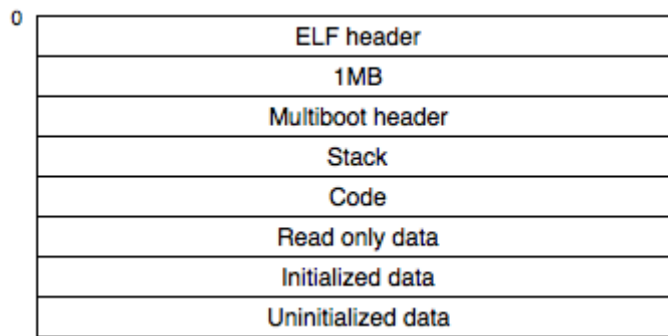 0
ELF header
1MB
Multiboot header
Stack
Code
Read only data
Initialized data
Uninitialized data